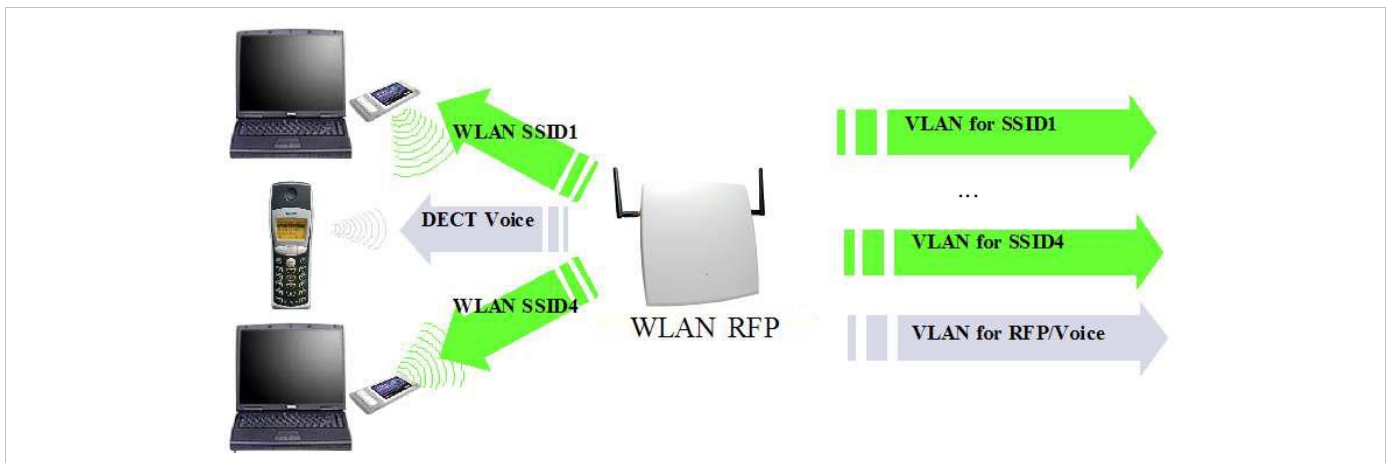 WLAN SSID1
VLAN for SSID1
...
DECT Voice
VLAN for SSID4
WLAN SSID4
WLAN RFP
VLAN for RFP/Voice